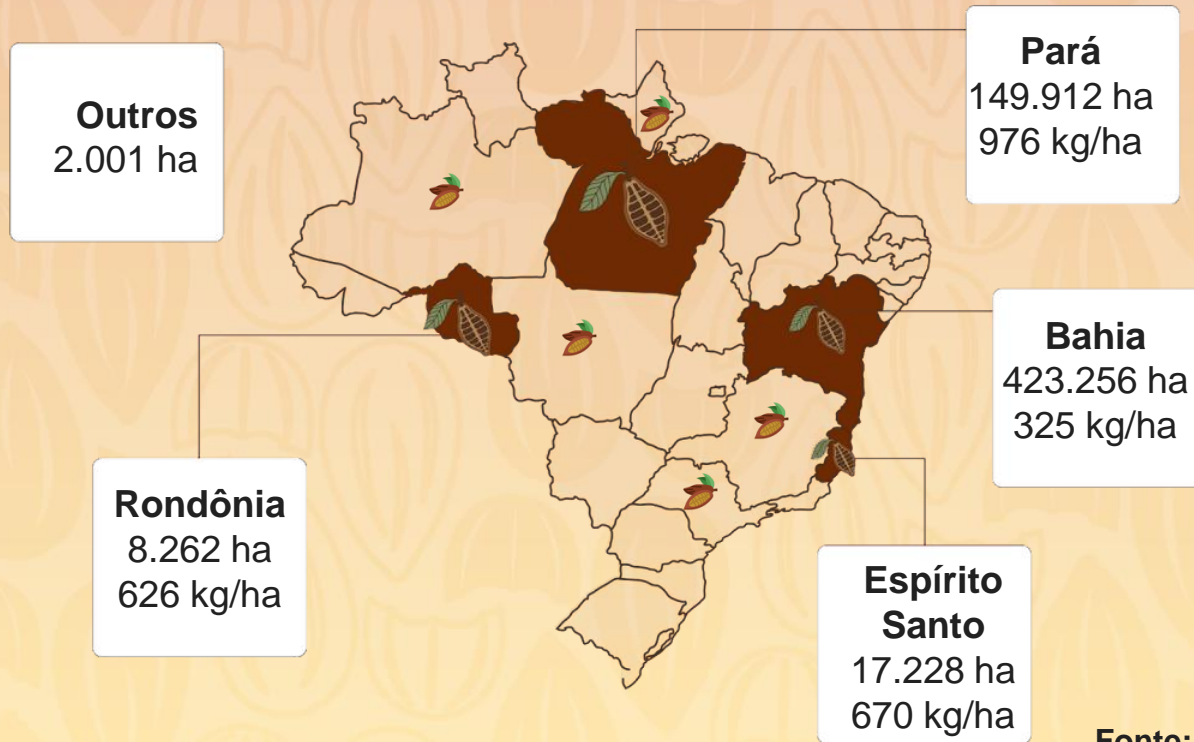 Outros
2.001 ha
Pará
149.912 ha
976 kg/ha
Bahia
423.256 ha
325 kg/ha
Rondônia
8.262 ha
626 kg/ha
Espírito
Santo
17.228 ha
670 kg/ha
Fonte: